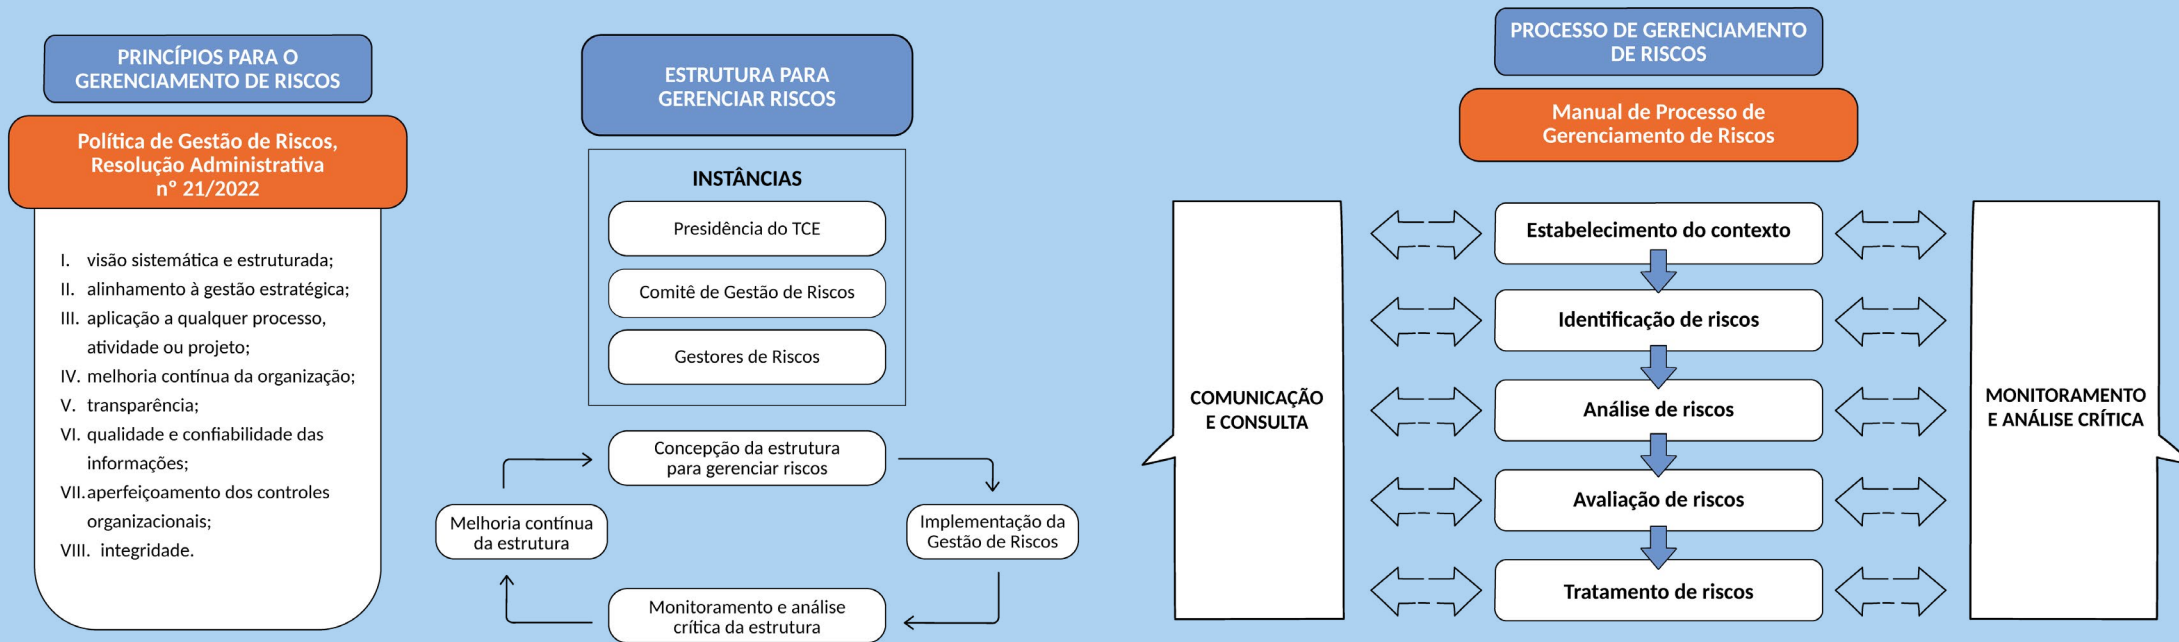 PRINCÍPIOS PARA O
GERENCIAMENTO DE RISCOS
Política de Gestão de Riscos,
Resolução Administrativa
nº 21/2022
I. visão sistemática e estruturada;
II. alinhamento à gestão estratégica;
III. aplicação a qualquer processo,
atividade ou projeto;
IV. melhoria contínua da organização;
V. transparência;
VI. qualidade e confiabilidade das
informações;
VII. aperfeiçoamento dos controles
organizacionais;
VIII. integridade.
ESTRUTURA PARA
GERENCIAR RISCOS
INSTÂNCIAS
Presidência do TCE
Comitê de Gestão de Riscos
Gestores de Riscos
Concepção da estrutura
para gerenciar riscos
Implementação da
Gestão de Riscos
Monitoramento e análise
crítica da estrutura
Melhoria contínua
da estrutura
PROCESSO DE GERENCIAMENTO
DE RISCOS
Manual de Processo de
Gerenciamento de Riscos
COMUNICAÇÃO
E CONSULTA
Estabelecimento do contexto
Identificação de riscos
Análise de riscos
Avaliação de riscos
Tratamento de riscos
MONITORAMENTO
E ANÁLISE CRÍTICA